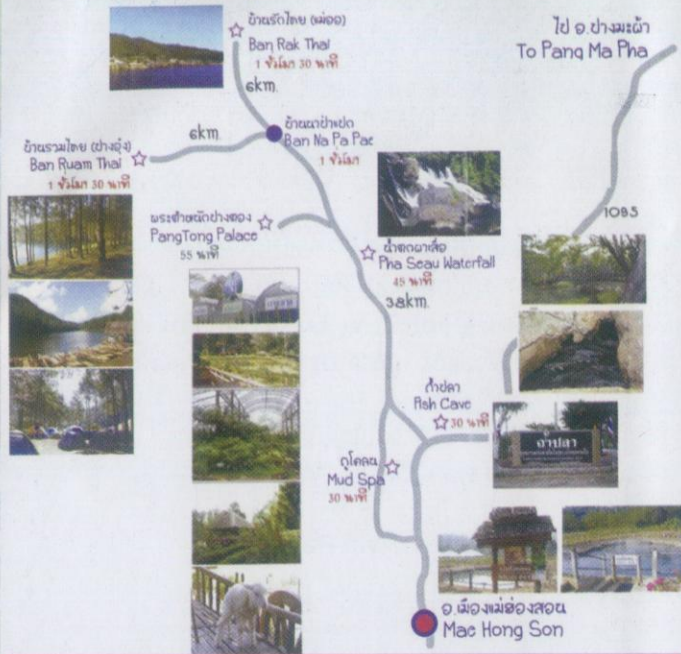 บ้านรักไทย (แม่ออ)
Ban Rak Thai
1 ชั่วโมง 30 นาที
6km.
ไป อ.ปางมะผ้า
To Pang Ma Pha
6km.
บ้านนาป่าแปก
Ban Na Pa Pae
1 ชั่วโมง
บ้านรวมไทย (ปางอุ๋ง)
Ban Ruam Thai
1 ชั่วโมง 30 นาที
พระตำหนักปางตอง
PangTong Palace
55 นาที
1095
น้ำตกผาเสื่อ
Pha Seau Waterfall
45 นาที
38km.
ถ้ำปลา
Fish Cave
30 นาที
ถ้ำปลา
ภูโคลน
Mud Spa
30 นาที
อ.เมืองแม่ฮ่องสอน
Mae Hong Son